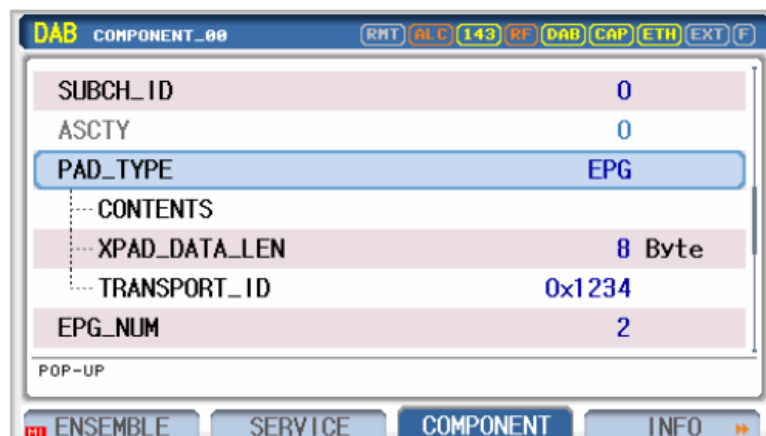 DAB COMPONENT_00 RMT ALC 143 RF DAB CAP ETH EXT F
SUBCH_ID 0
ASCTY 0
PAD_TYPE EPG
CONTENTS
XPAD_DATA_LEN 8 Byte
TRANSPORT_ID 0x1234
EPG_NUM 2
POP-UP
ENSEMBLE SERVICE COMPONENT INFO